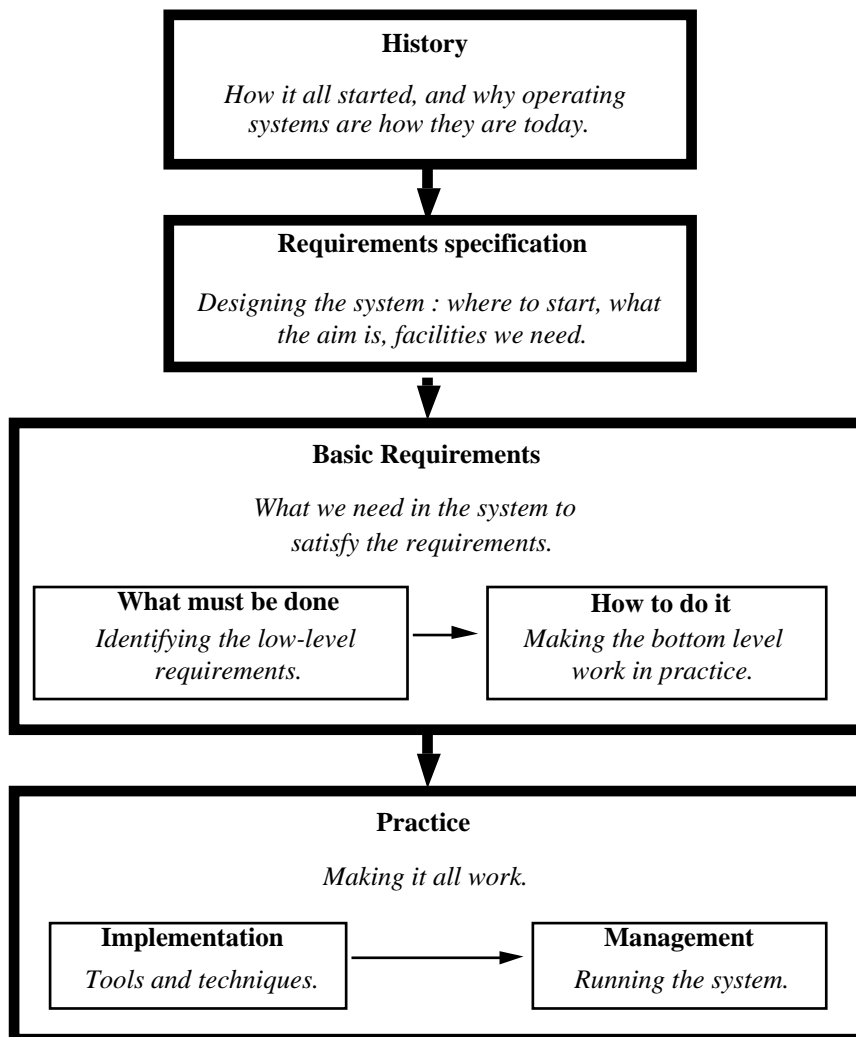 History
How it all started, and why operating
systems are how they are today.
Requirements specification
Designing the system : where to start, what
the aim is, facilities we need.
Basic Requirements
What we need in the system to
satisfy the requirements.
What must be done
Identifying the low-level
requirements.
How to do it
Making the bottom level
work in practice.
Practice
Making it all work.
Implementation
Tools and techniques.
Management
Running the system.